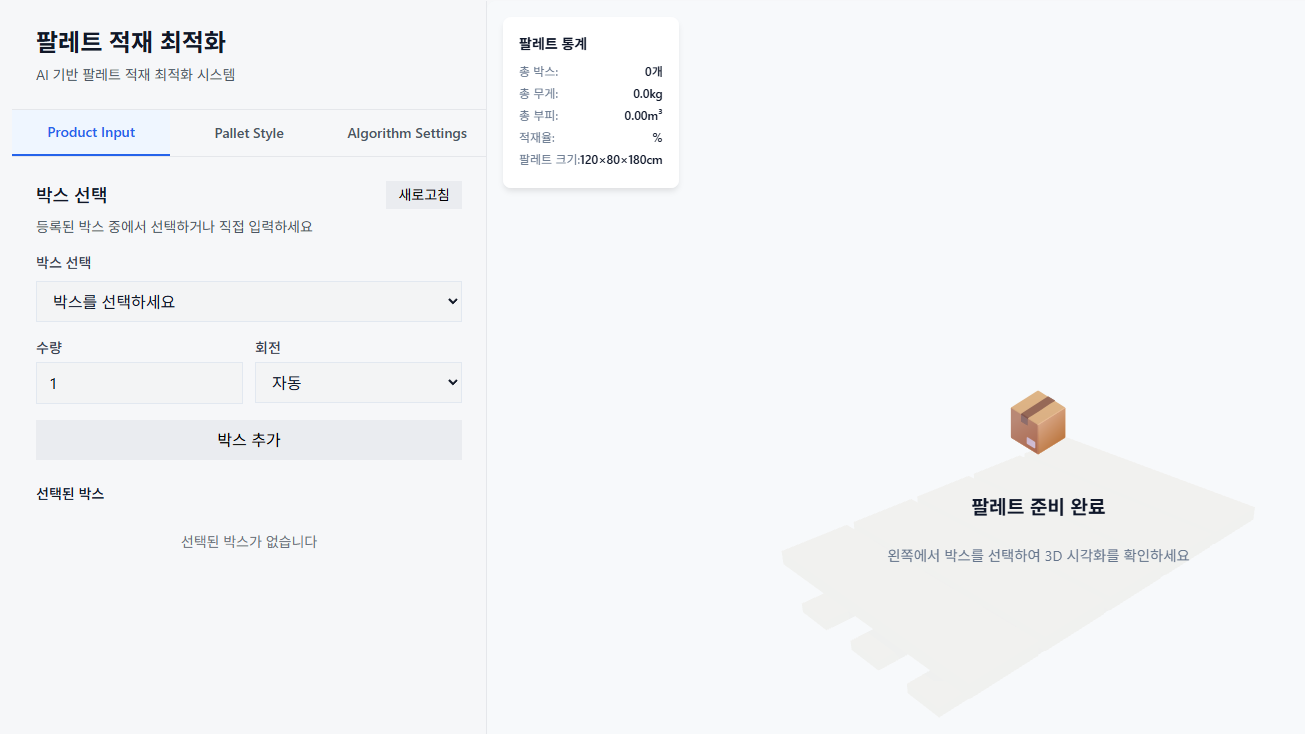 팔레트 적재 최적화
AI 기반 팔레트 적재 최적화 시스템
Product Input
Pallet Style
Algorithm Settings
박스 선택
새로고침
등록된 박스 중에서 선택하거나 직접 입력하세요
박스 선택
박스를 선택하세요
수량
회전
1
자동
박스 추가
선택된 박스
선택된 박스가 없습니다
팔레트 통계
총 박스: 0개
총 무게: 0.0kg
총 부피: 0.00m³
적재율: %
팔레트 크기:120×80×180cm
팔레트 준비 완료
왼쪽에서 박스를 선택하여 3D 시각화를 확인하세요